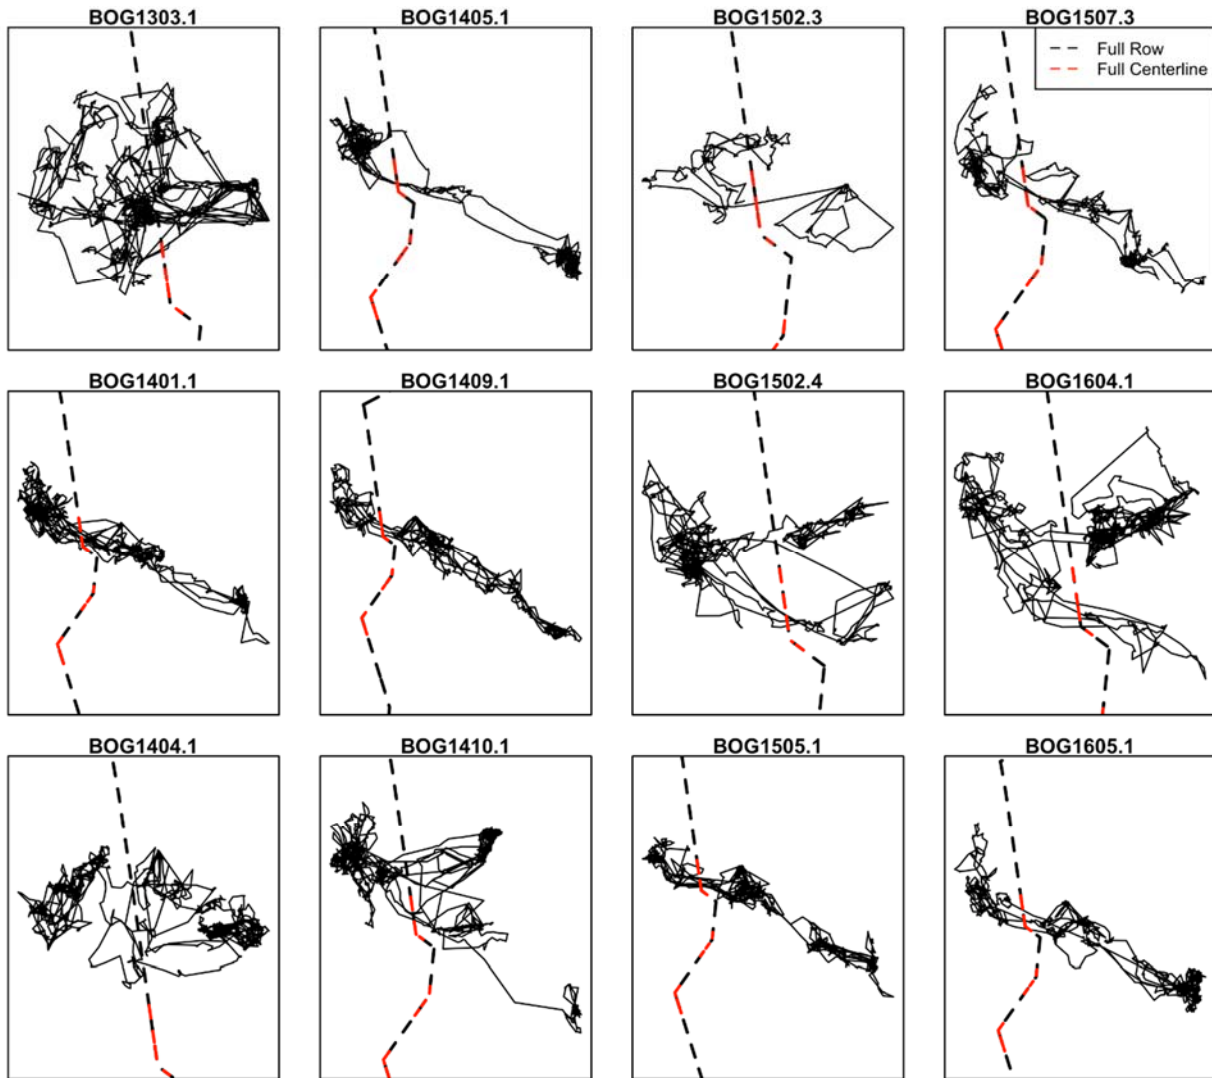 BOG1303.1
BOG1405.1
BOG1502.3
BOG1507.3
Full Row
Full Centerline
BOG1401.1
BOG1409.1
BOG1502.4
BOG1604.1
BOG1404.1
BOG1410.1
BOG1505.1
BOG1605.1